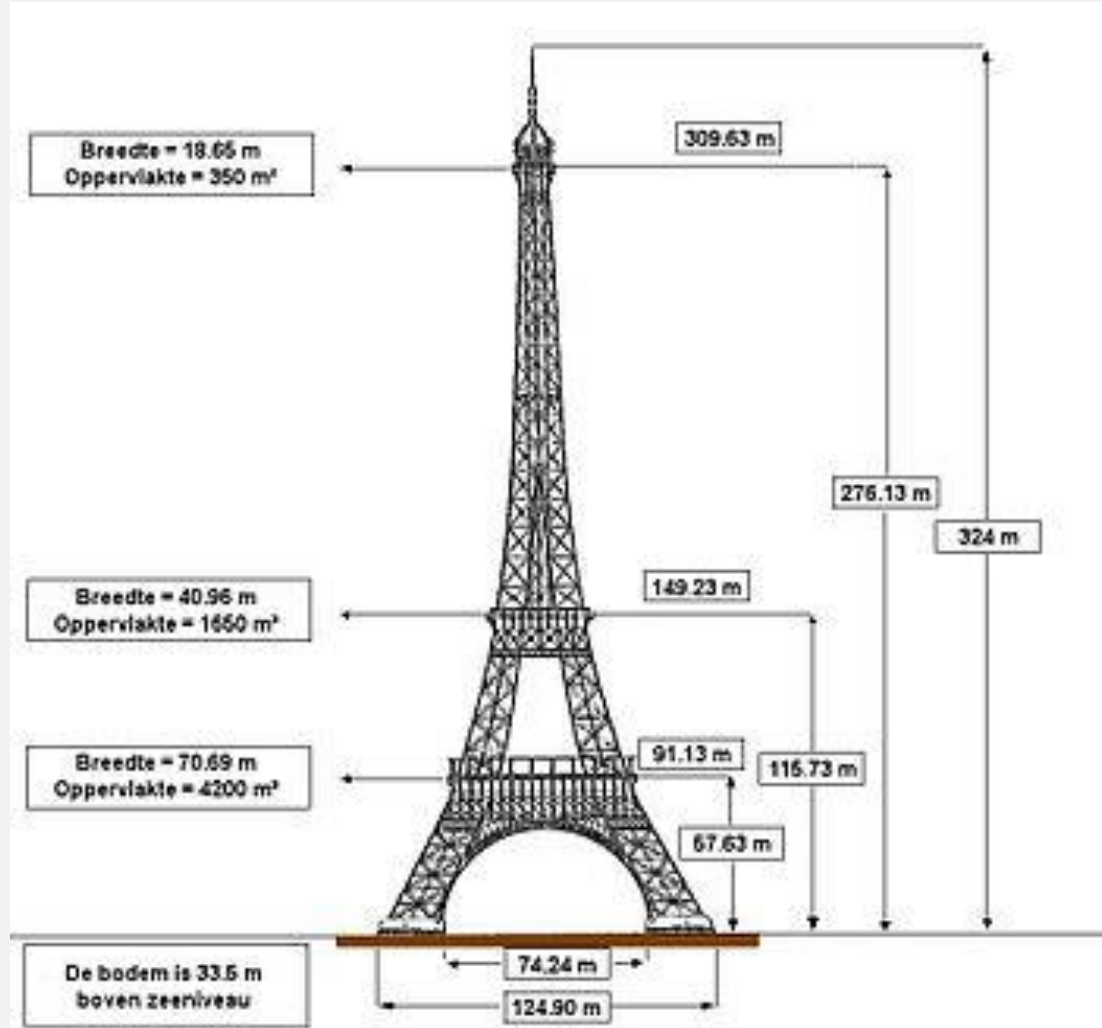 309.63 m
Breedte = 18.65 m
Oppervlakte = 350 m²
276.13 m
324 m
149.23 m
Breedte = 40.96 m
Oppervlakte = 1650 m²
91.13 m
Breedte = 70.69 m
Oppervlakte = 4200 m²
115.73 m
57.63 m
De bodem is 33.5 m
boven zeeniveau
74.24 m
124.90 m